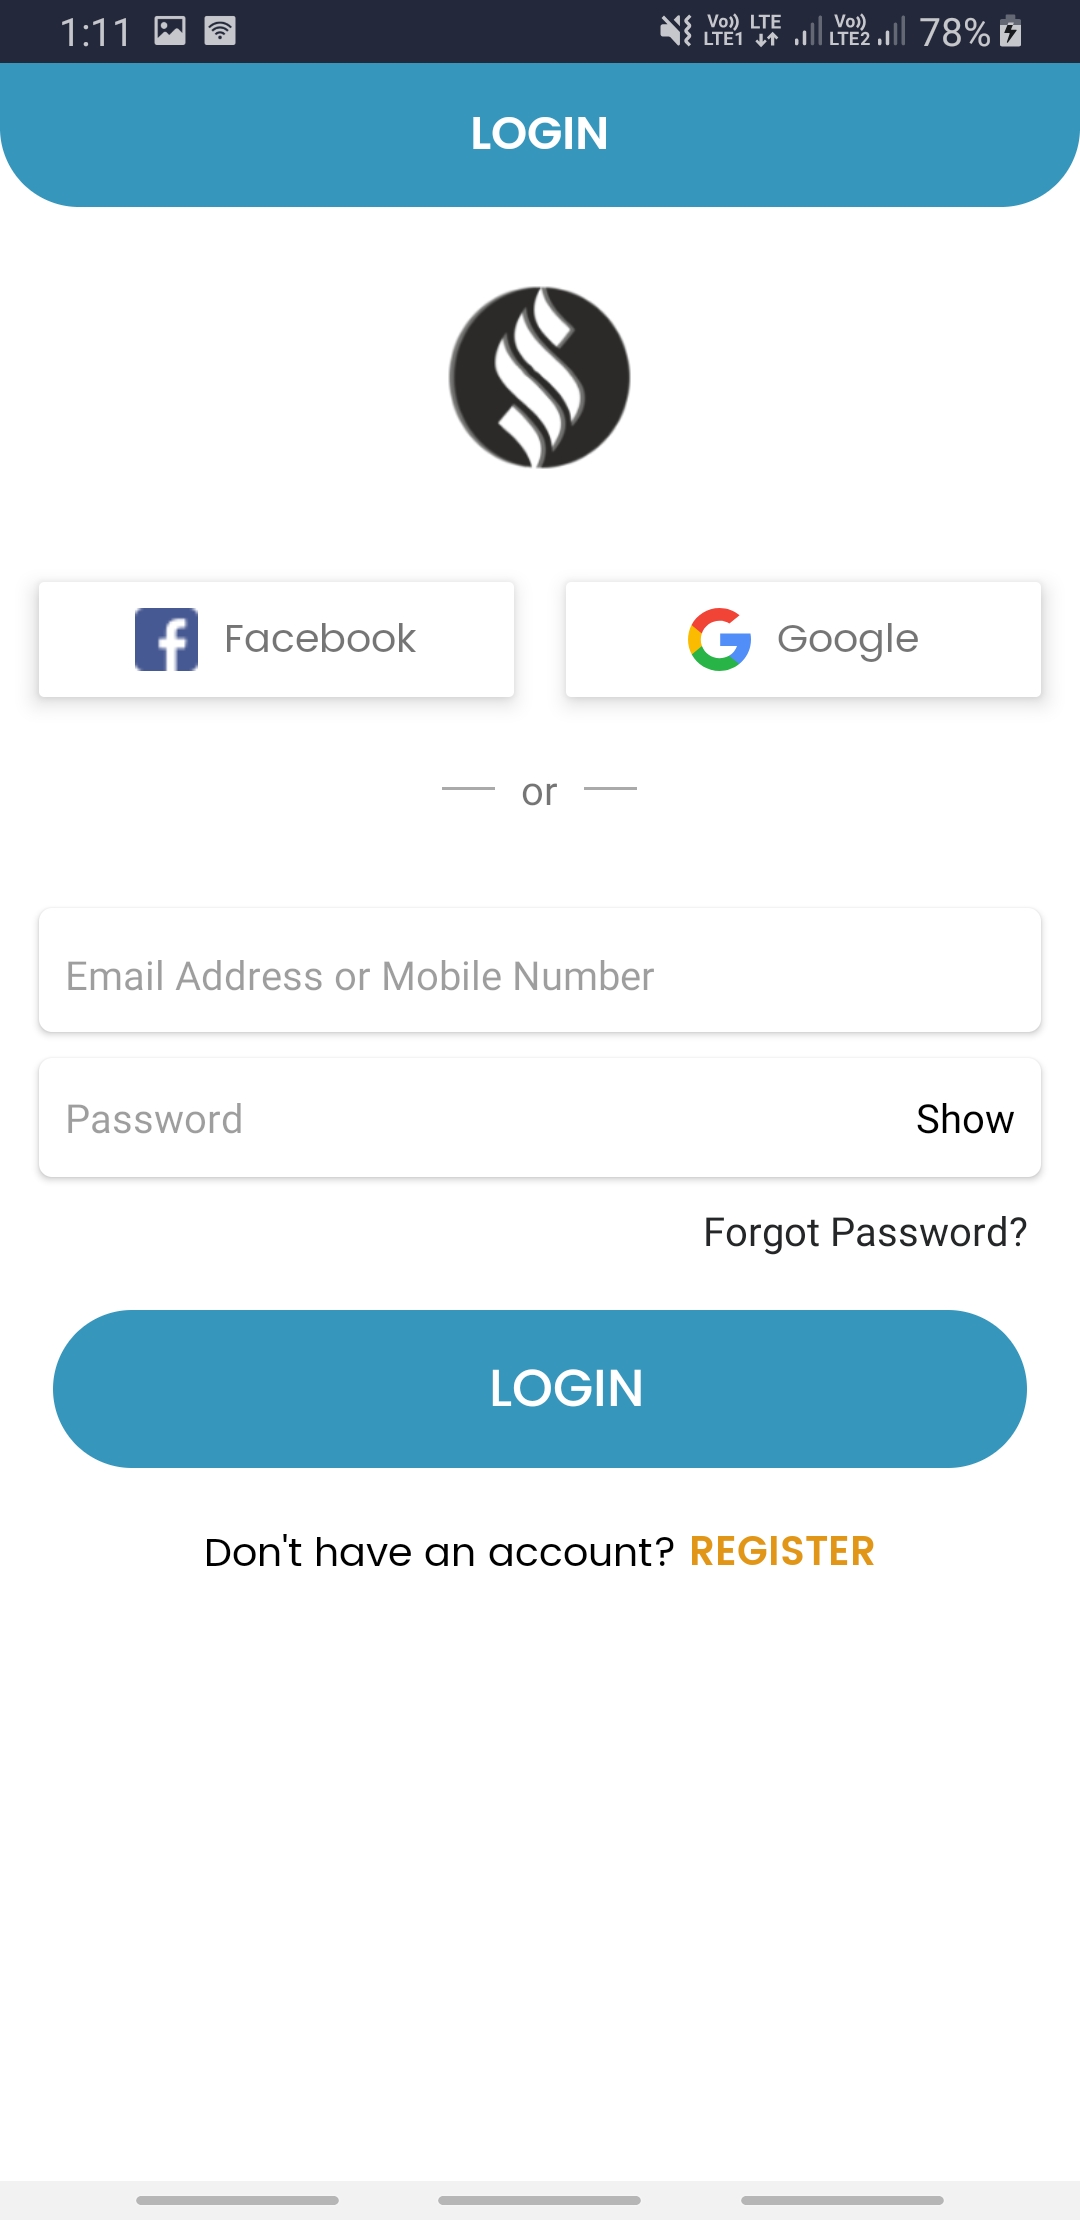 1:11 Vo)) LTE1 LTE Vo)) LTE2 78%
LOGIN
Facebook Google
or
Email Address or Mobile Number
Password Show
Forgot Password?
LOGIN
Don't have an account? REGISTER